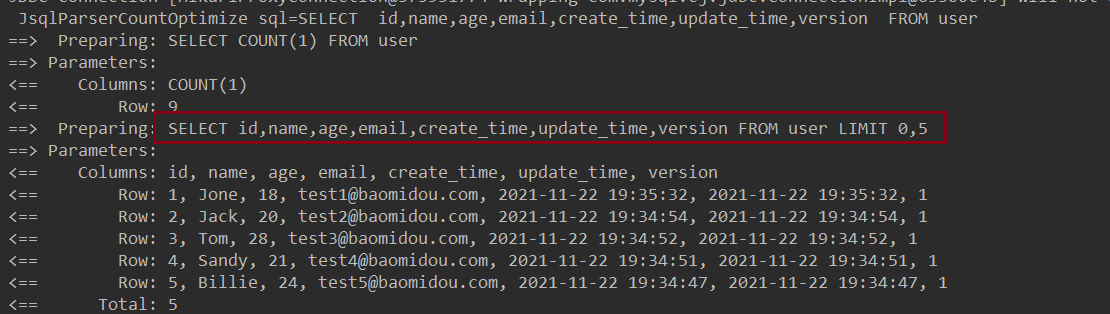 JsqlParserCountOptimize sql=SELECT  id,name,age,email,create_time,update_time,version  FROM user
==>  Preparing: SELECT COUNT(1) FROM user
==> Parameters:
<==    Columns: COUNT(1)
<==        Row: 9
==>  Preparing: SELECT id,name,age,email,create_time,update_time,version FROM user LIMIT 0,5
==> Parameters:
<==    Columns: id, name, age, email, create_time, update_time, version
<==        Row: 1, Jone, 18, test1@baomidou.com, 2021-11-22 19:35:32, 2021-11-22 19:35:32, 1
<==        Row: 2, Jack, 20, test2@baomidou.com, 2021-11-22 19:34:54, 2021-11-22 19:34:54, 1
<==        Row: 3, Tom, 28, test3@baomidou.com, 2021-11-22 19:34:52, 2021-11-22 19:34:52, 1
<==        Row: 4, Sandy, 21, test4@baomidou.com, 2021-11-22 19:34:51, 2021-11-22 19:34:51, 1
<==        Row: 5, Billie, 24, test5@baomidou.com, 2021-11-22 19:34:47, 2021-11-22 19:34:47, 1
<==      Total: 5